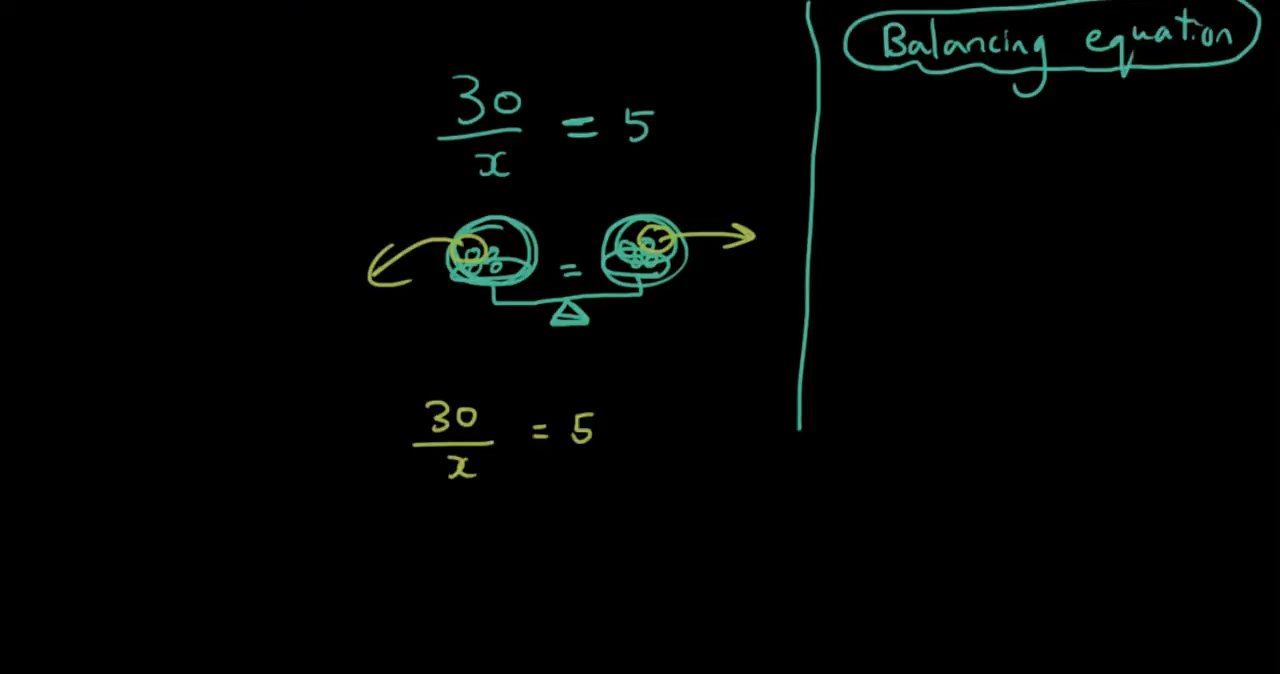 Balancing equation
30
x
= 5
=
30
x
= 5